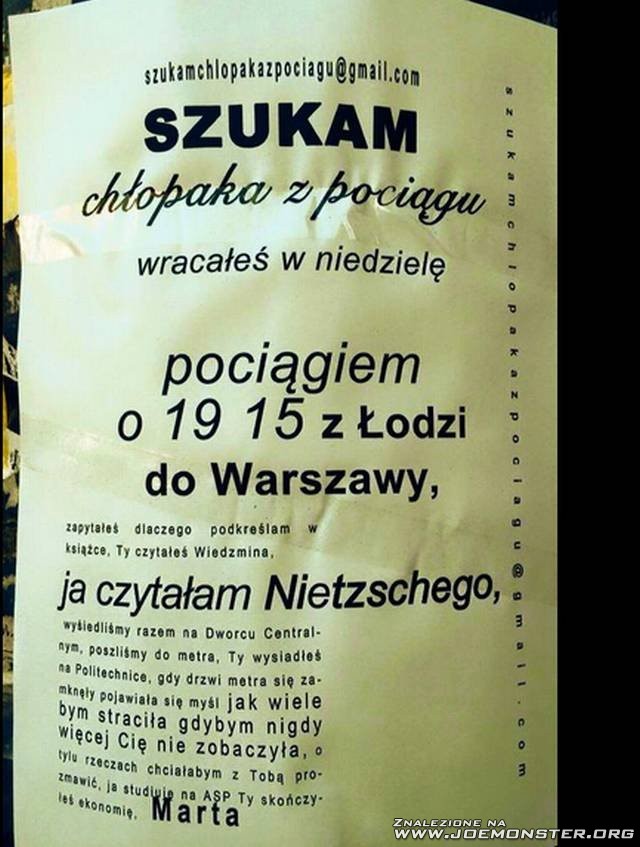 szukamchlopakazpociagu@gmail.com
SZUKAM
chłopaka z pociągu
wracałeś w niedzielę
pociągiem
o 19 15 z Łodzi
do Warszawy,
zapytałeś dlaczego podkreślam w
książce, Ty czytałeś Wiedzmina,
ja czytałam Nietzschego,
wyśiedliśmy razem na Dworcu Central-
nym, poszliśmy do metra, Ty wysiadłeś
na Politechnice, gdy drzwi metra się za-
mknęły pojawiała się myśl jak wiele
bym straciła gdybym nigdy
więcej Cię nie zobaczyła, o
tylu rzeczach chciałabym z Tobą pro-
zmawić, ja studiuję na ASP Ty skończy-
łeś ekonomię, Marta
szukamchlopakazpociagu@gmail.com
Znalezione na
www.joemonster.org